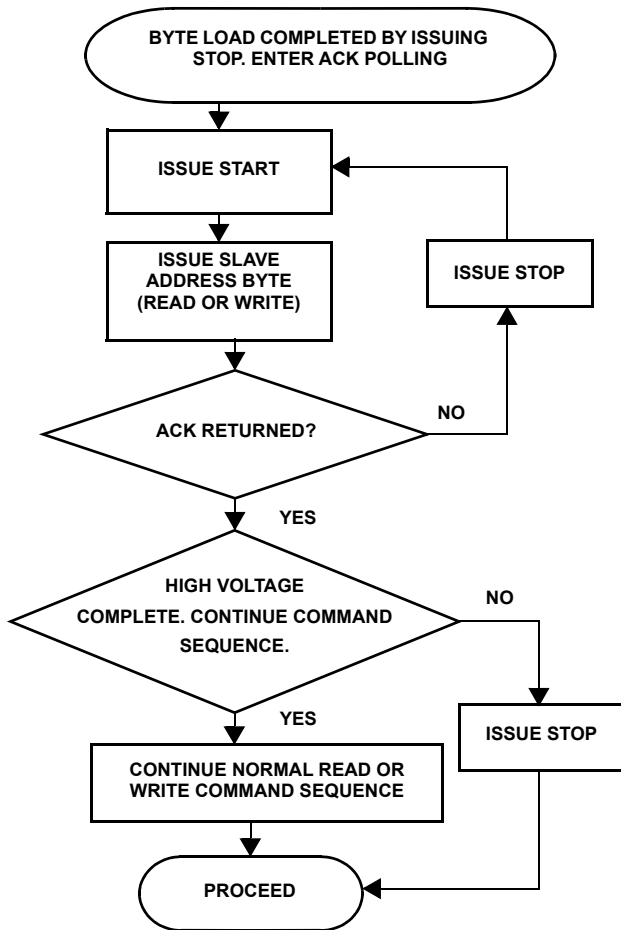 BYTE LOAD COMPLETED BY ISSUING
STOP. ENTER ACK POLLING
ISSUE START
ISSUE SLAVE
ADDRESS BYTE
(READ OR WRITE)
ISSUE STOP
ACK RETURNED?
NO
YES
HIGH VOLTAGE
COMPLETE. CONTINUE COMMAND
SEQUENCE.
NO
YES
ISSUE STOP
CONTINUE NORMAL READ OR
WRITE COMMAND SEQUENCE
PROCEED